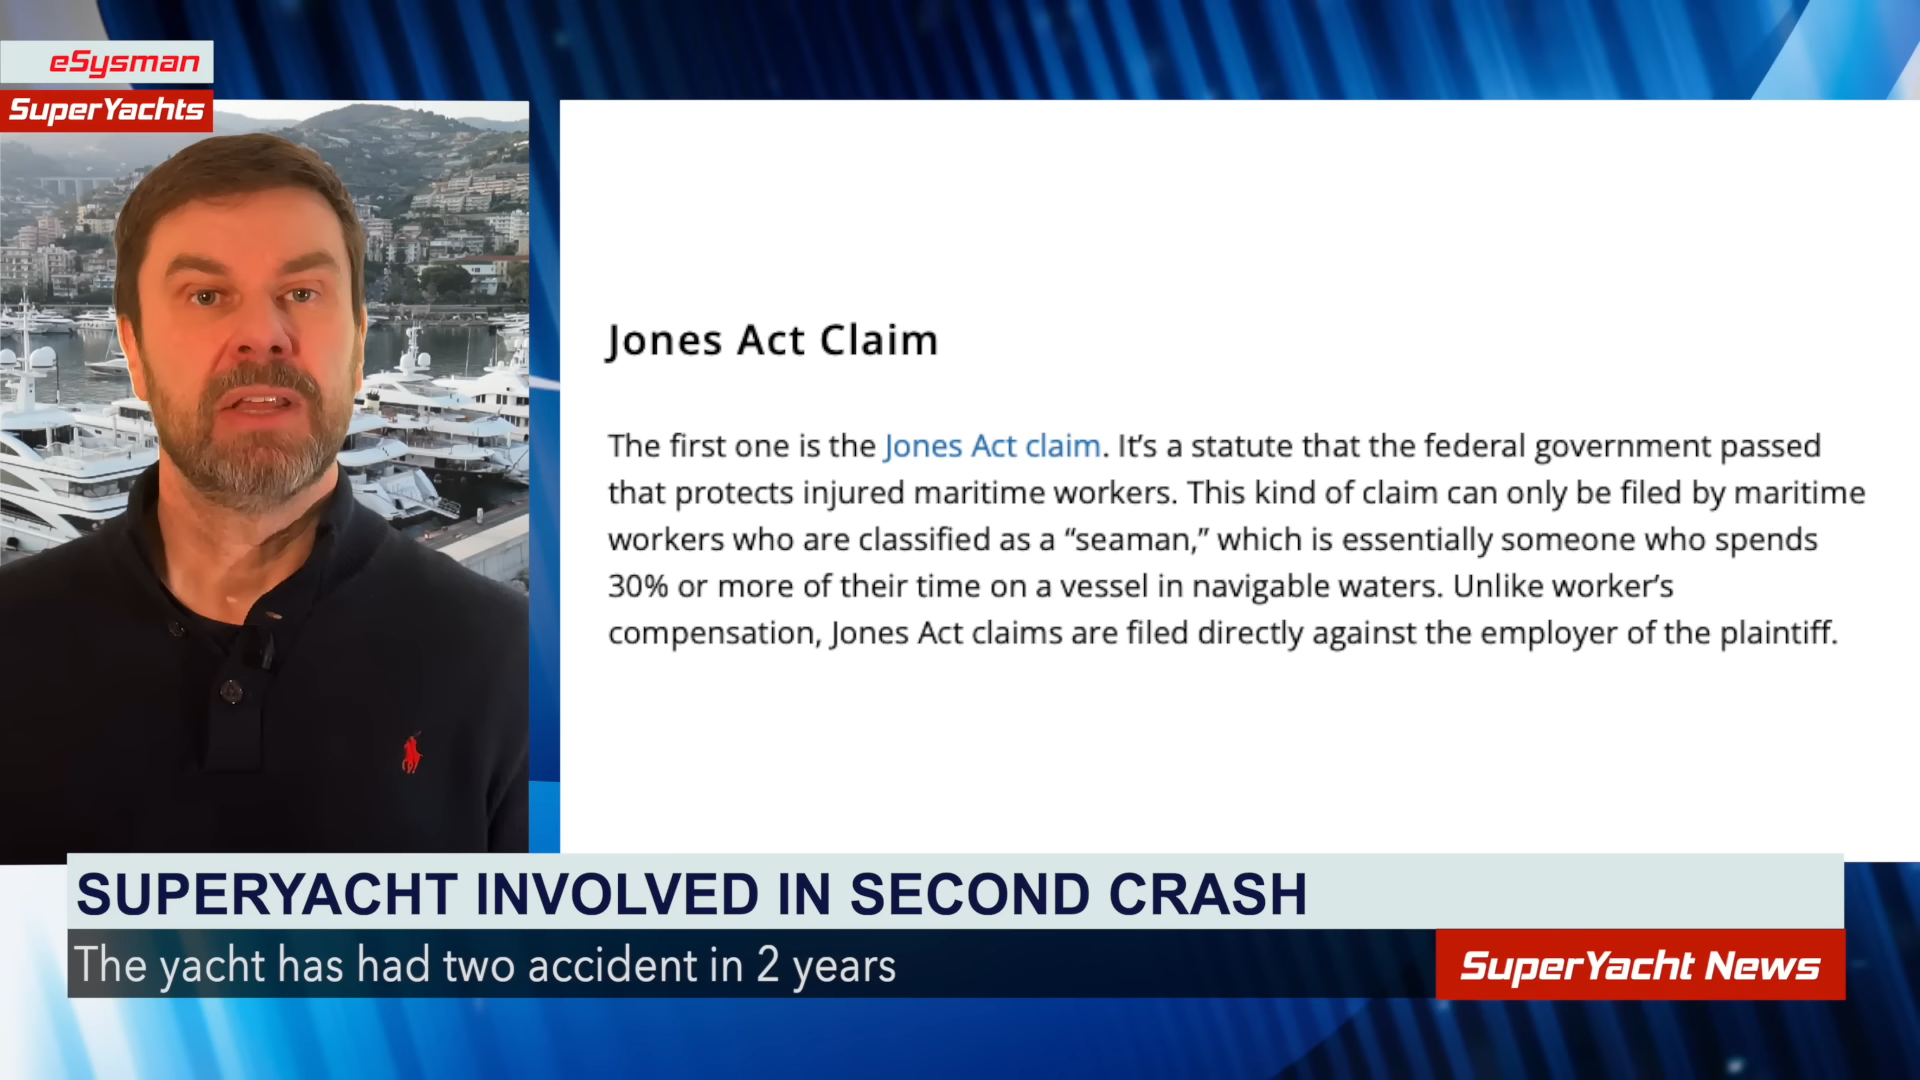 eSysman
SuperYachts
Jones Act Claim
The first one is the Jones Act claim. It’s a statute that the federal government passed
that protects injured maritime workers. This kind of claim can only be filed by maritime
workers who are classified as a “seaman,” which is essentially someone who spends
30% or more of their time on a vessel in navigable waters. Unlike worker’s
compensation, Jones Act claims are filed directly against the employer of the plaintiff.
SUPERYACHT INVOLVED IN SECOND CRASH
The yacht has had two accident in 2 years
SuperYacht News